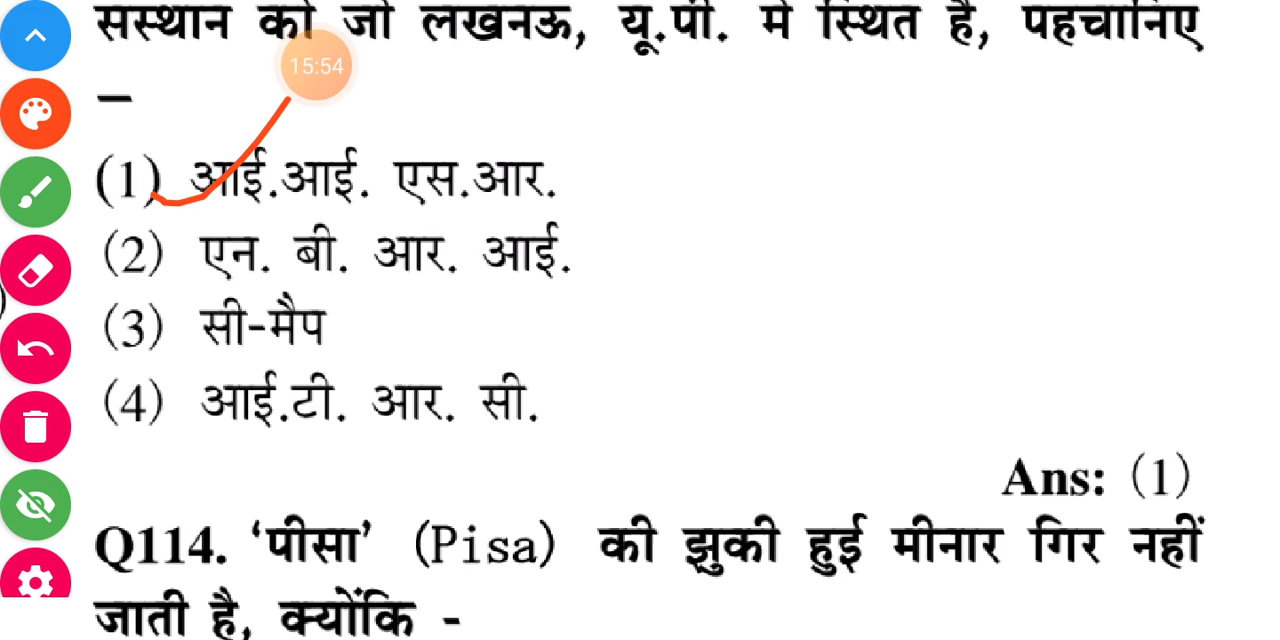 संस्थान को जो लखनऊ, यू.पी. में स्थित है, पहचानिए
15:54
–
(1) आई.आई. एस.आर.
(2) एन. बी. आर. आई.
(3) सी-मैप
(4) आई.टी. आर. सी.
Ans: (1)
Q114. ‘पीसा’ (Pisa) की झुकी हुई मीनार गिर नहीं
जाती है, क्योंकि -